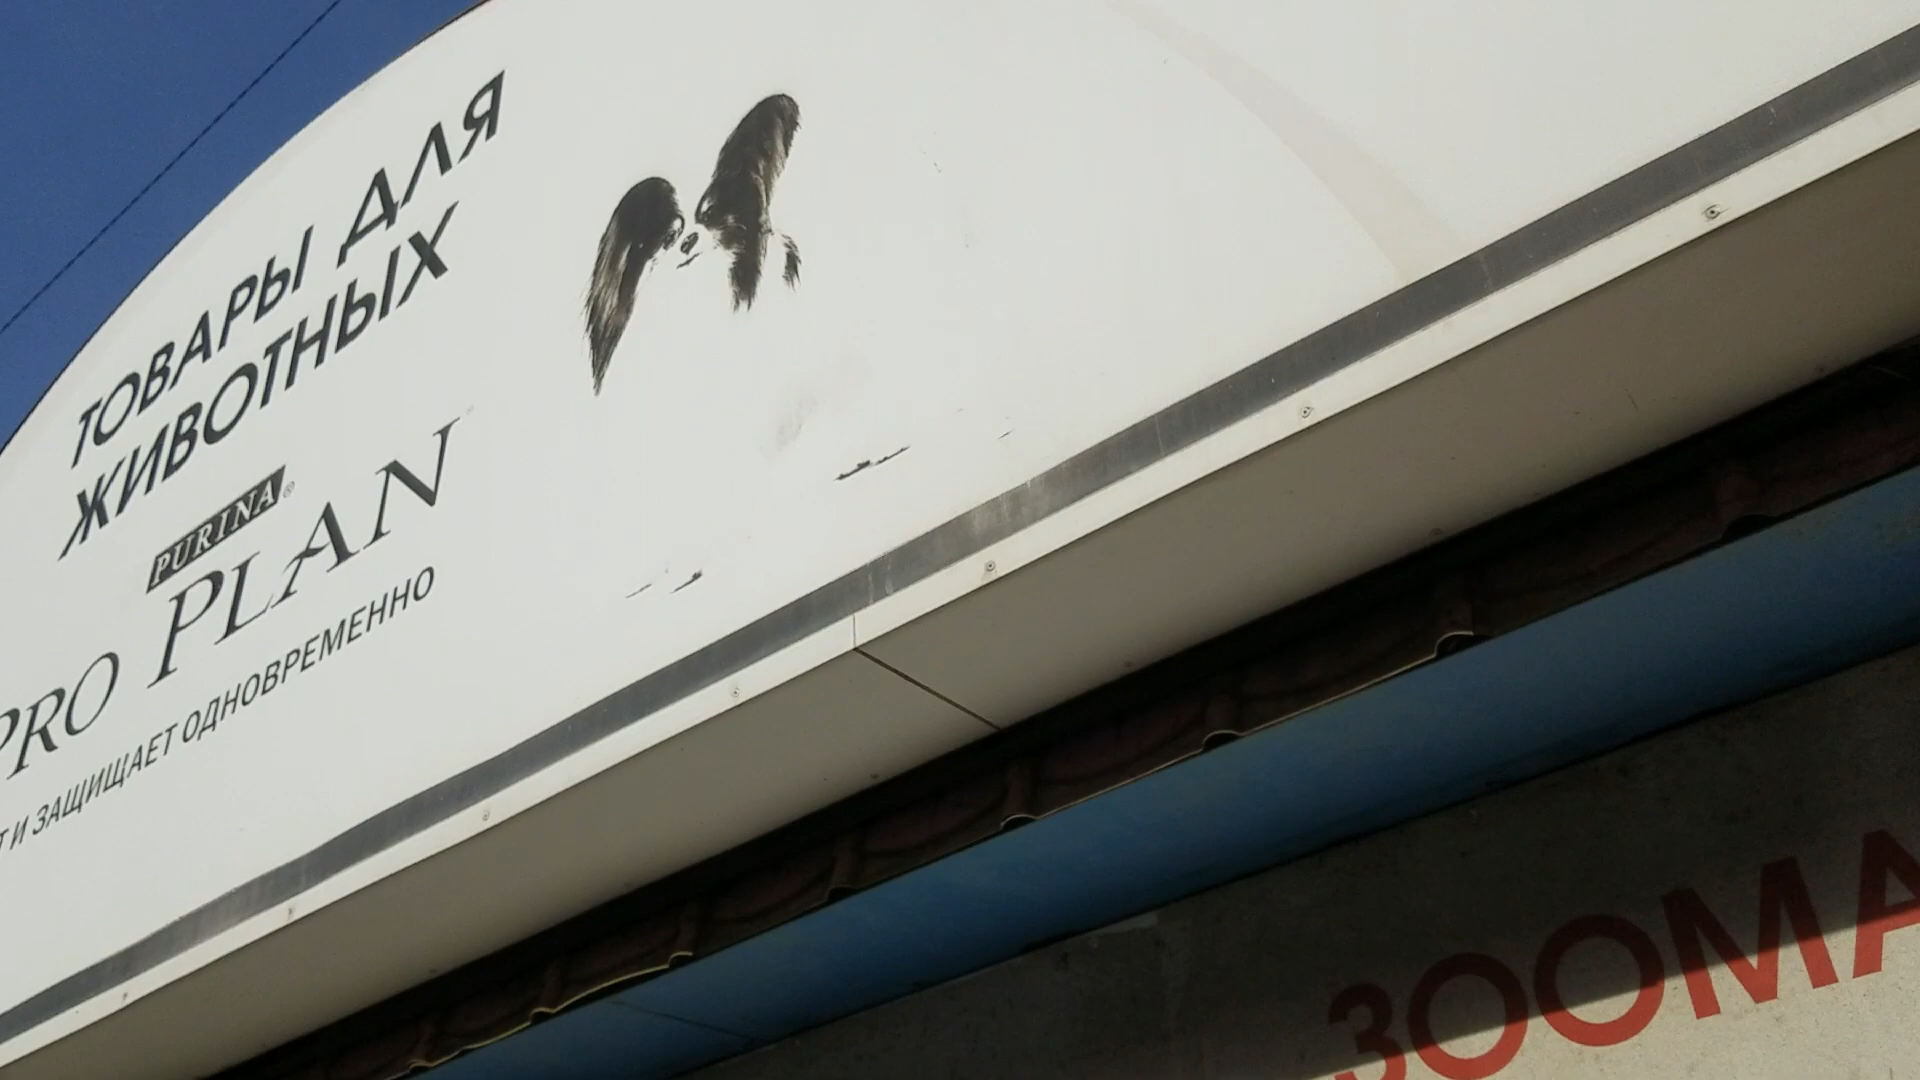 ТОВАРЫ ДЛЯ
ЖИВОТНЫХ
PURINA®
PRO PLAN
И ЗАЩИЩАЕТ ОДНОВРЕМЕННО
ЗООМА